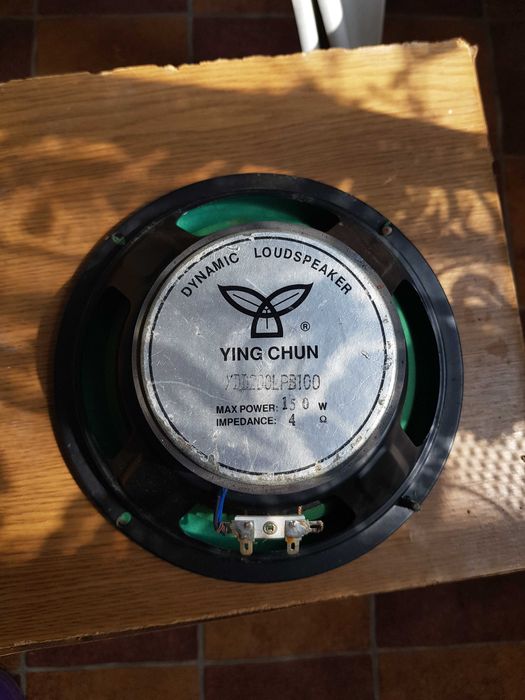 DYNAMIC LOUDSPEAKER
®
YING CHUN
MAX POWER: 150 W
IMPEDANCE: 4 Ω